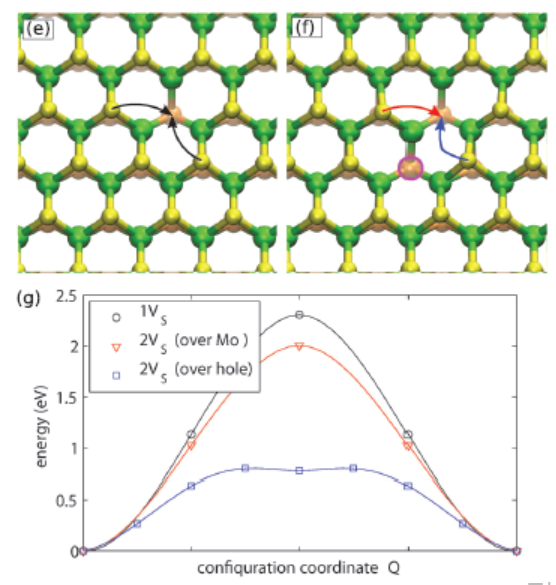 (e) (f)
(g)
2.5
2
1.5
1
0.5
0
energy (eV)
1V_S
2V_S (over Mo )
2V_S (over hole)
configuration coordinate Q